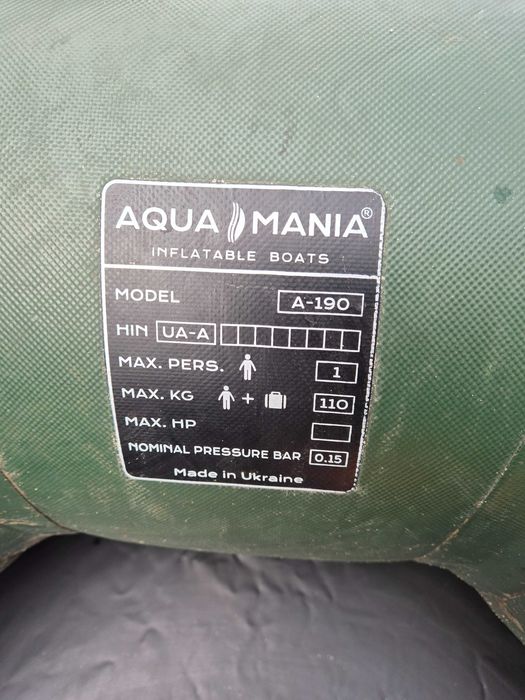 AQUA MANIA®
INFLATABLE BOATS
MODEL A-190
HIN UA-A
MAX. PERS. 1
MAX. KG + 110
MAX. HP
NOMINAL PRESSURE BAR 0.15
Made in Ukraine